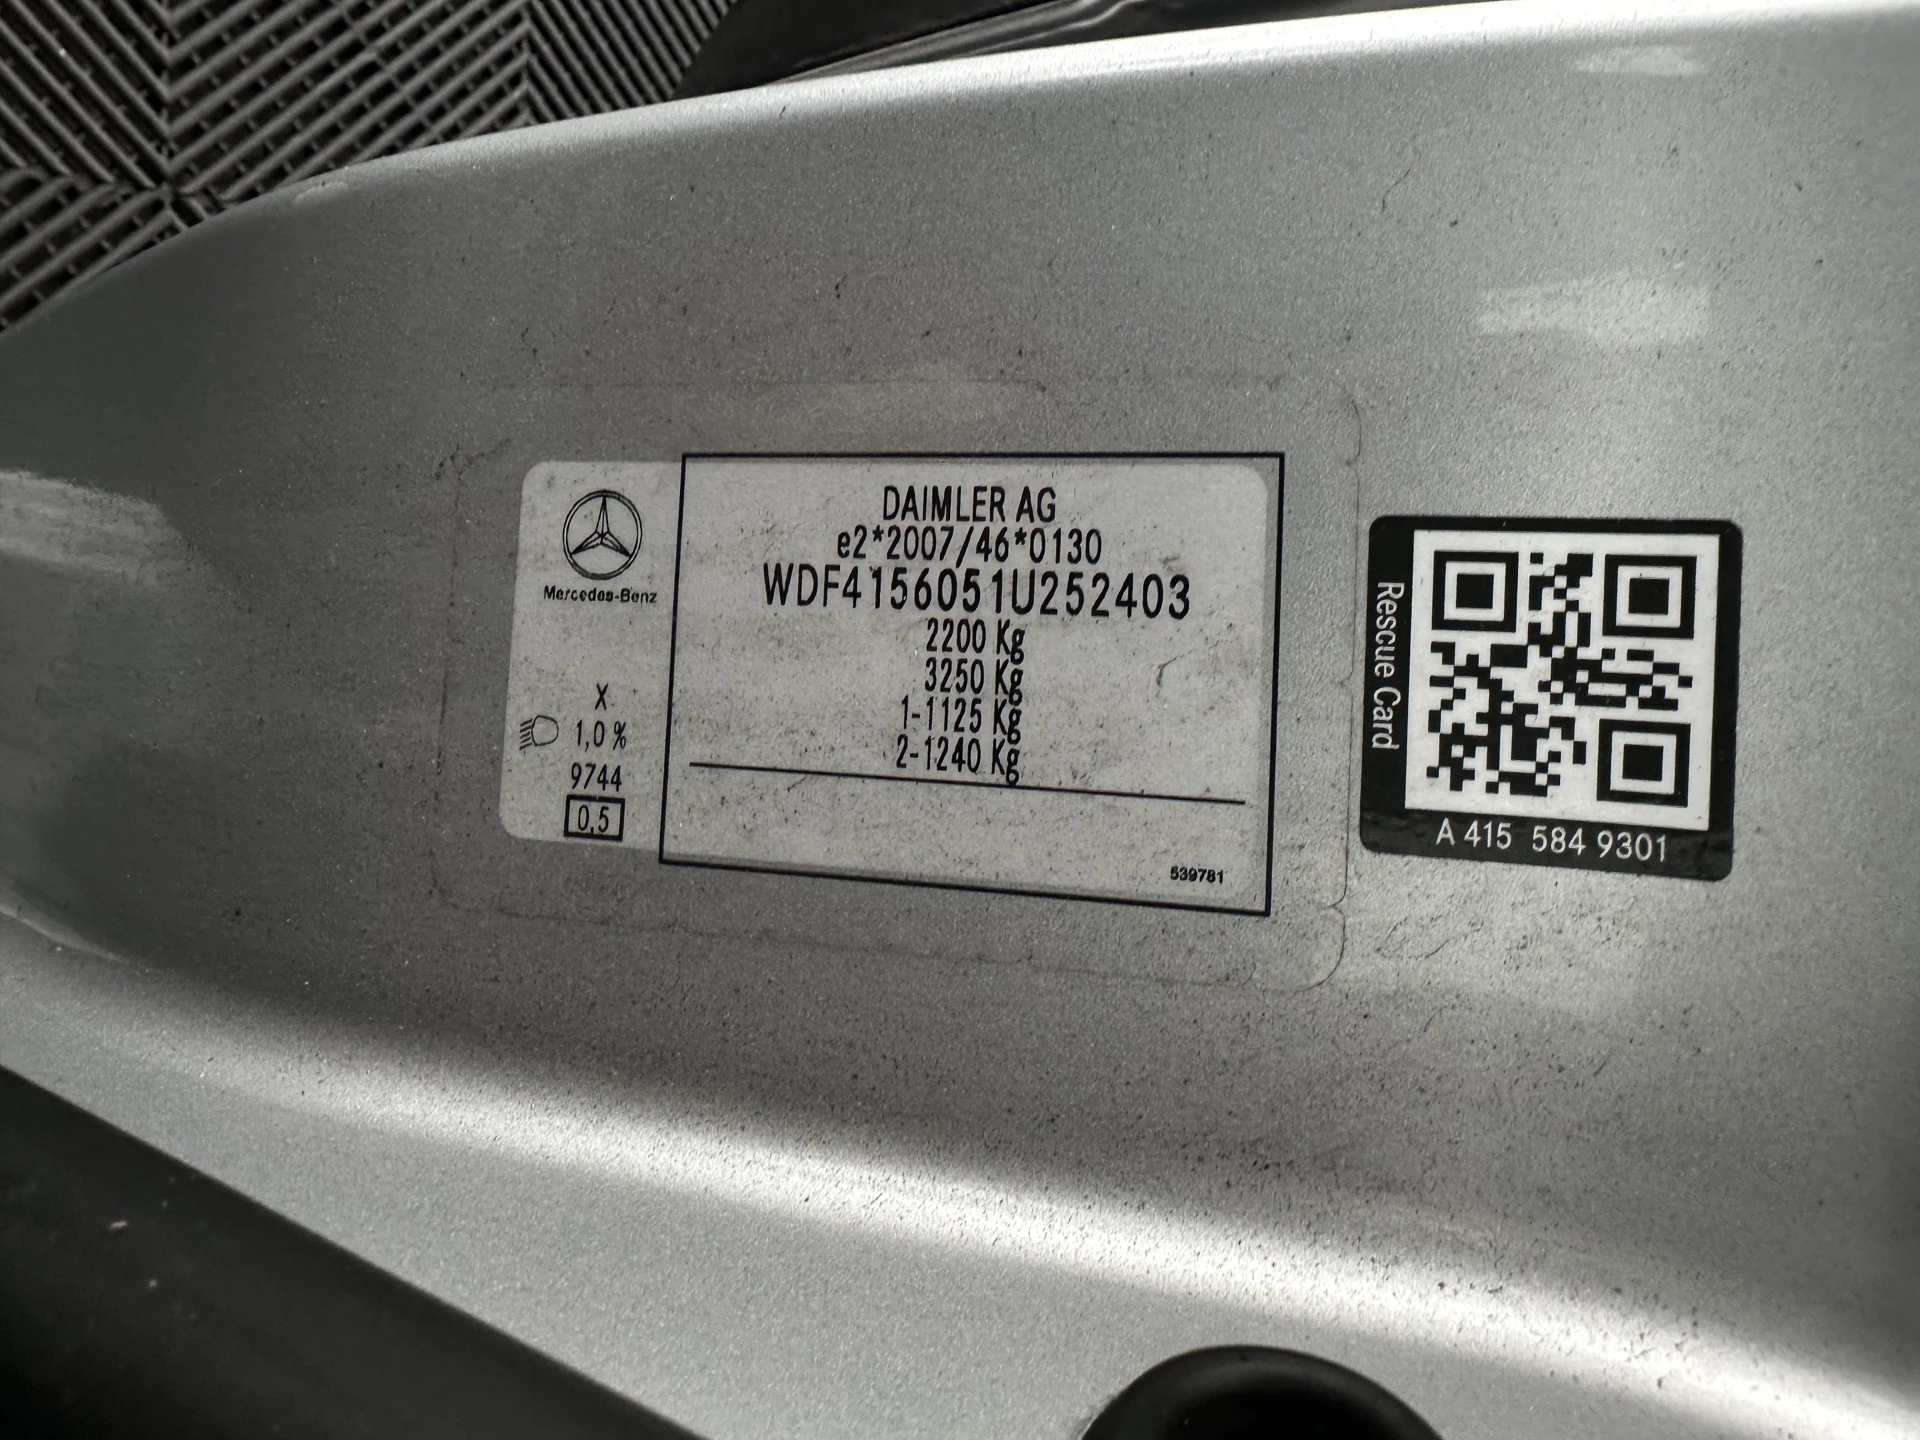 Mercedes-Benz
X
1,0 %
9744
0,5
DAIMLER AG
e2*2007/46*0130
WDF4156051U252403
2200 Kg
3250 Kg
1-1125 Kg
2-1240 Kg
539781
Rescue Card
A 415 584 9301